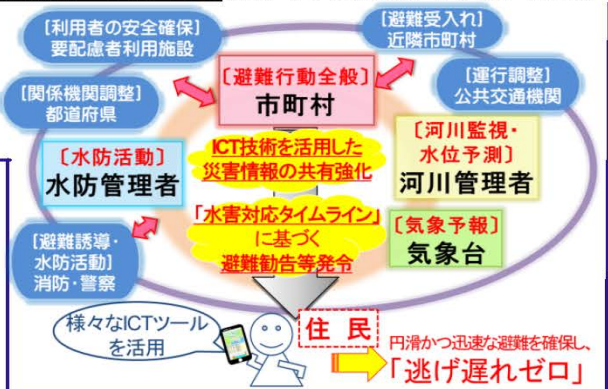 [利用者の安全確保]
要配慮者利用施設
[避難受入れ]
近隣市町村
[関係機関調整]
都道府県
[避難行動全般]
市町村
[運行調整]
公共交通機関
[水防活動]
水防管理者
ICT技術を活用した
災害情報の共有強化
[河川監視・
水位予測]
河川管理者
「水害対応タイムライン」
に基づく
避難勧告等発令
[気象予報]
気象台
[避難誘導・
水防活動]
消防・警察
様々なICTツール
を活用
住 民
円滑かつ迅速な避難を確保し、
「逃げ遅れゼロ」